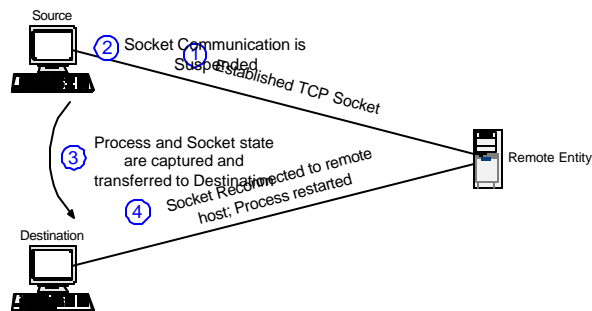 Source
2 Socket Communication is
Suspended
1 Established TCP Socket
3 Process and Socket state
are captured and
transferred to Destination
Remote Entity
4 Socket Reconnected to remote
host; Process restarted
Destination